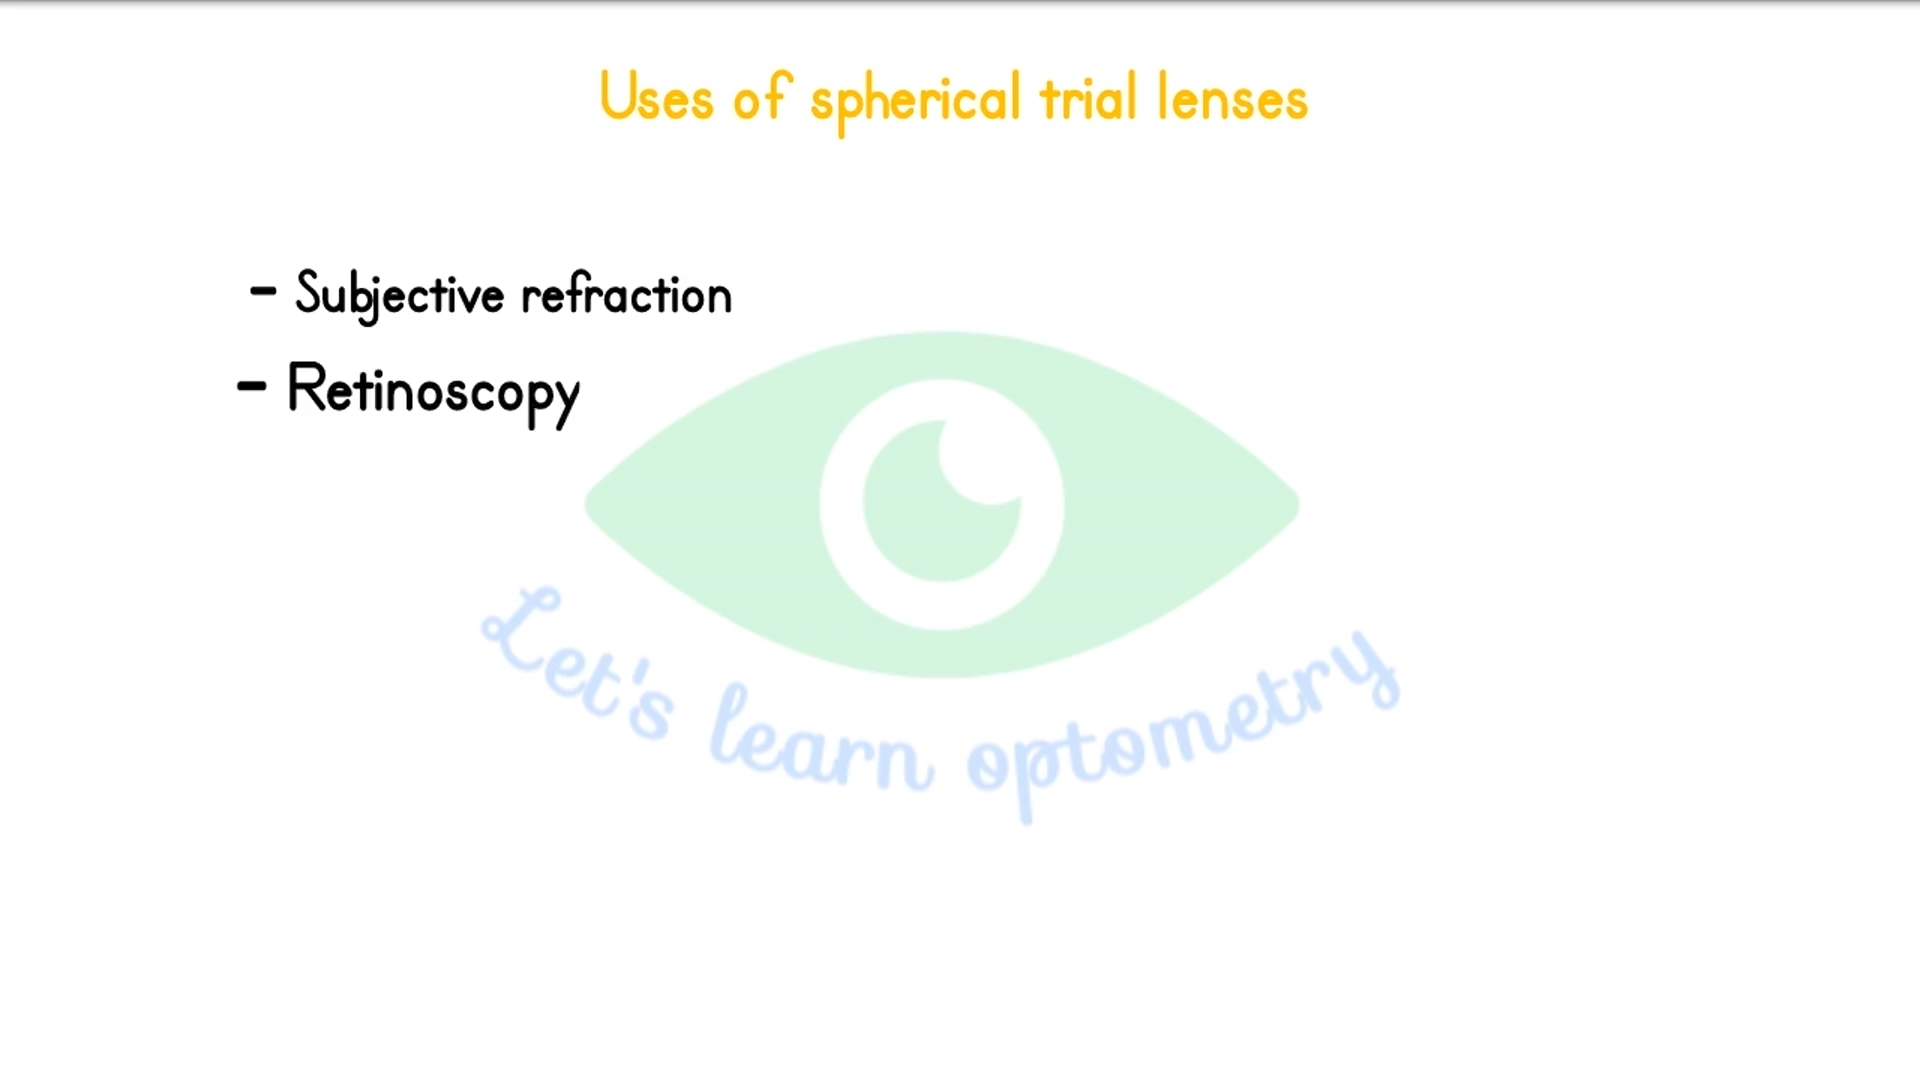 Uses of spherical trial lenses
- Subjective refraction
- Retinoscopy
Let's learn optometry